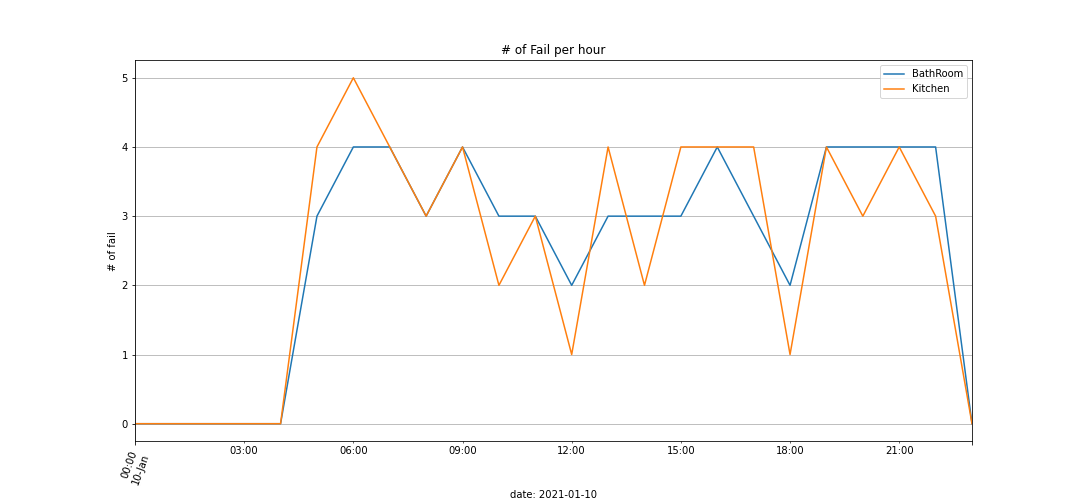 # of Fail per hour
BathRoom
Kitchen
5
4
3
2
1
0
# of fail
00:00
10-Jan
03:00
06:00
09:00
12:00
15:00
18:00
21:00
date: 2021-01-10